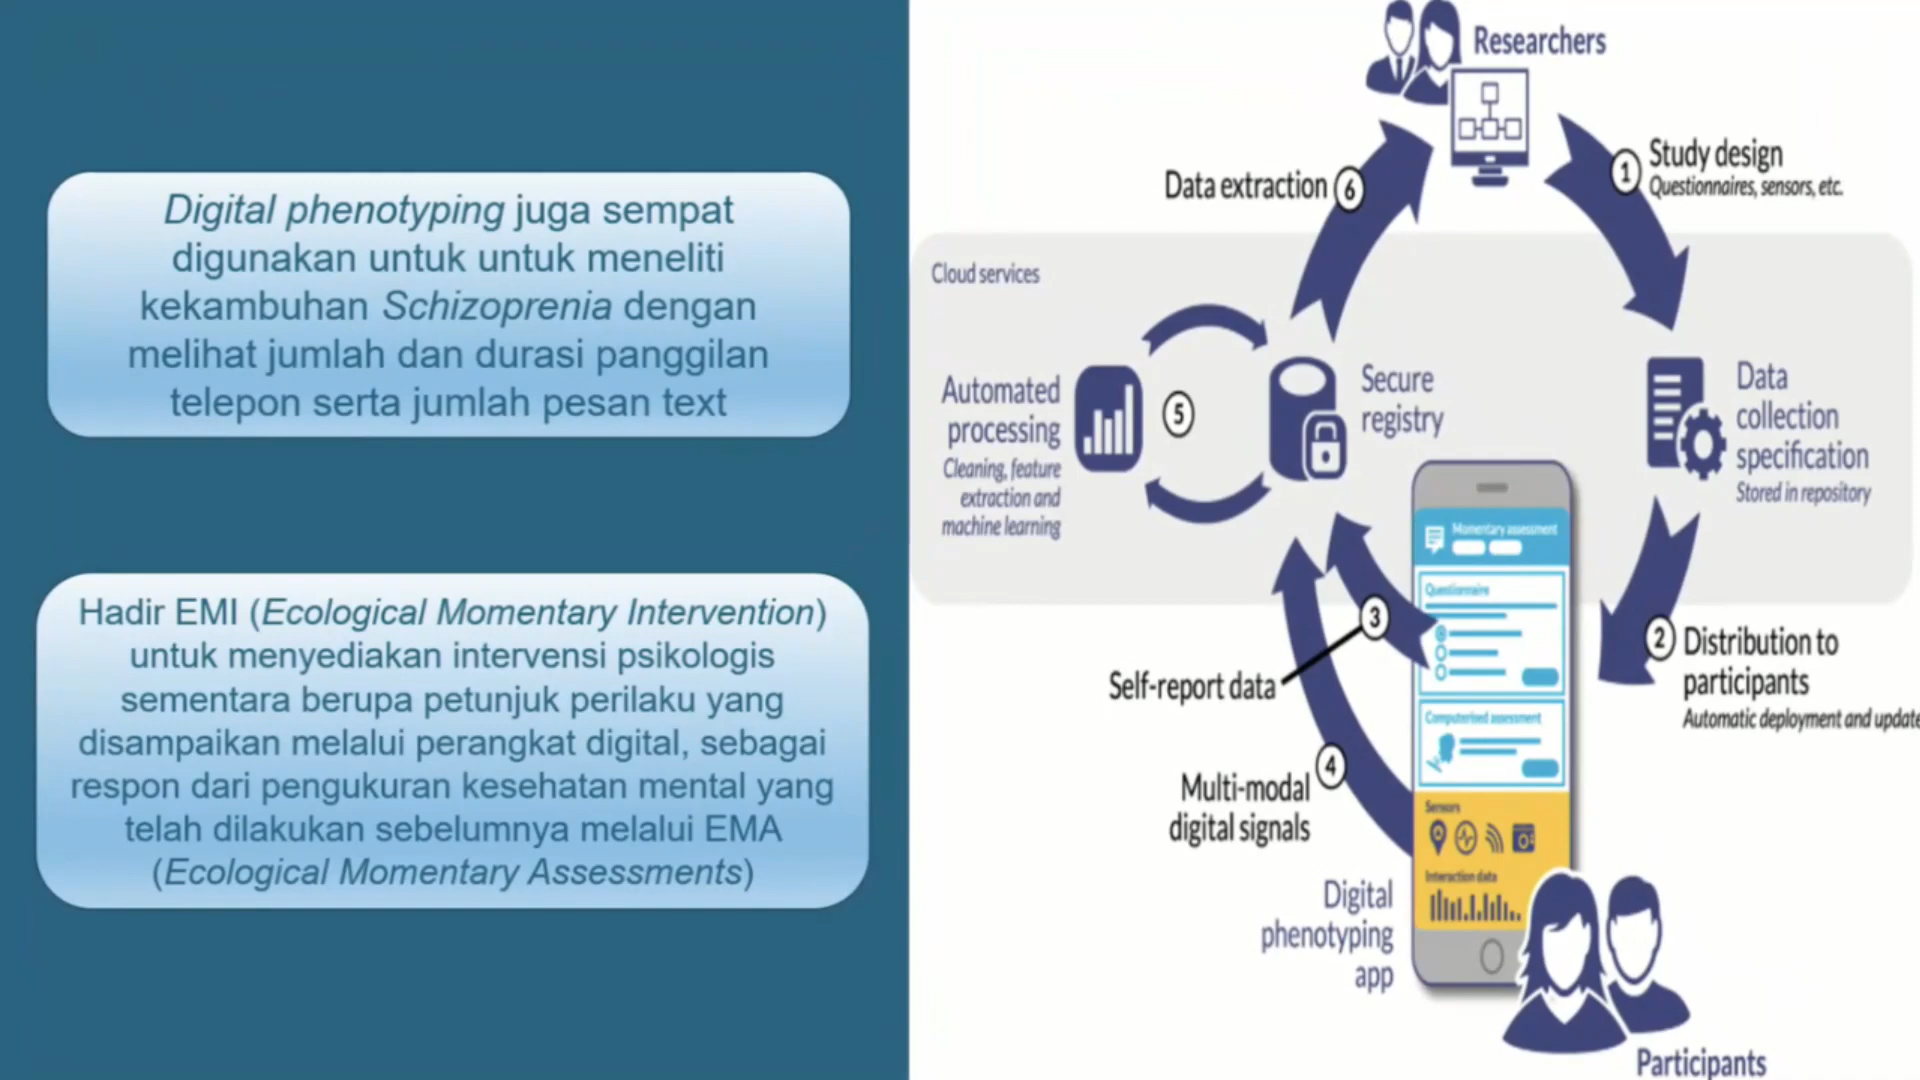 Digital phenotyping juga sempat
digunakan untuk untuk meneliti
kekambuhan Schizoprenia dengan
melihat jumlah dan durasi panggilan
telepon serta jumlah pesan text
Hadir EMI (Ecological Momentary Intervention)
untuk menyediakan intervensi psikologis
sementara berupa petunjuk perilaku yang
disampaikan melalui perangkat digital, sebagai
respon dari pengukuran kesehatan mental yang
telah dilakukan sebelumnya melalui EMA
(Ecological Momentary Assessments)
Researchers
1
Study design
Questionnaires, sensors, etc.
Data extraction 6
Cloud services
Automated
processing
Cleaning, feature
extraction and
machine learning
5
Secure
registry
Data
collection
specification
Stored in repository
2
Distribution to
participants
Automatic deployment and update
3
Self-report data
4
Multi-modal
digital signals
Momentary assessment
Questionnaire
Computerised assessment
Sensors
Interaction data
Digital
phenotyping
app
Participants